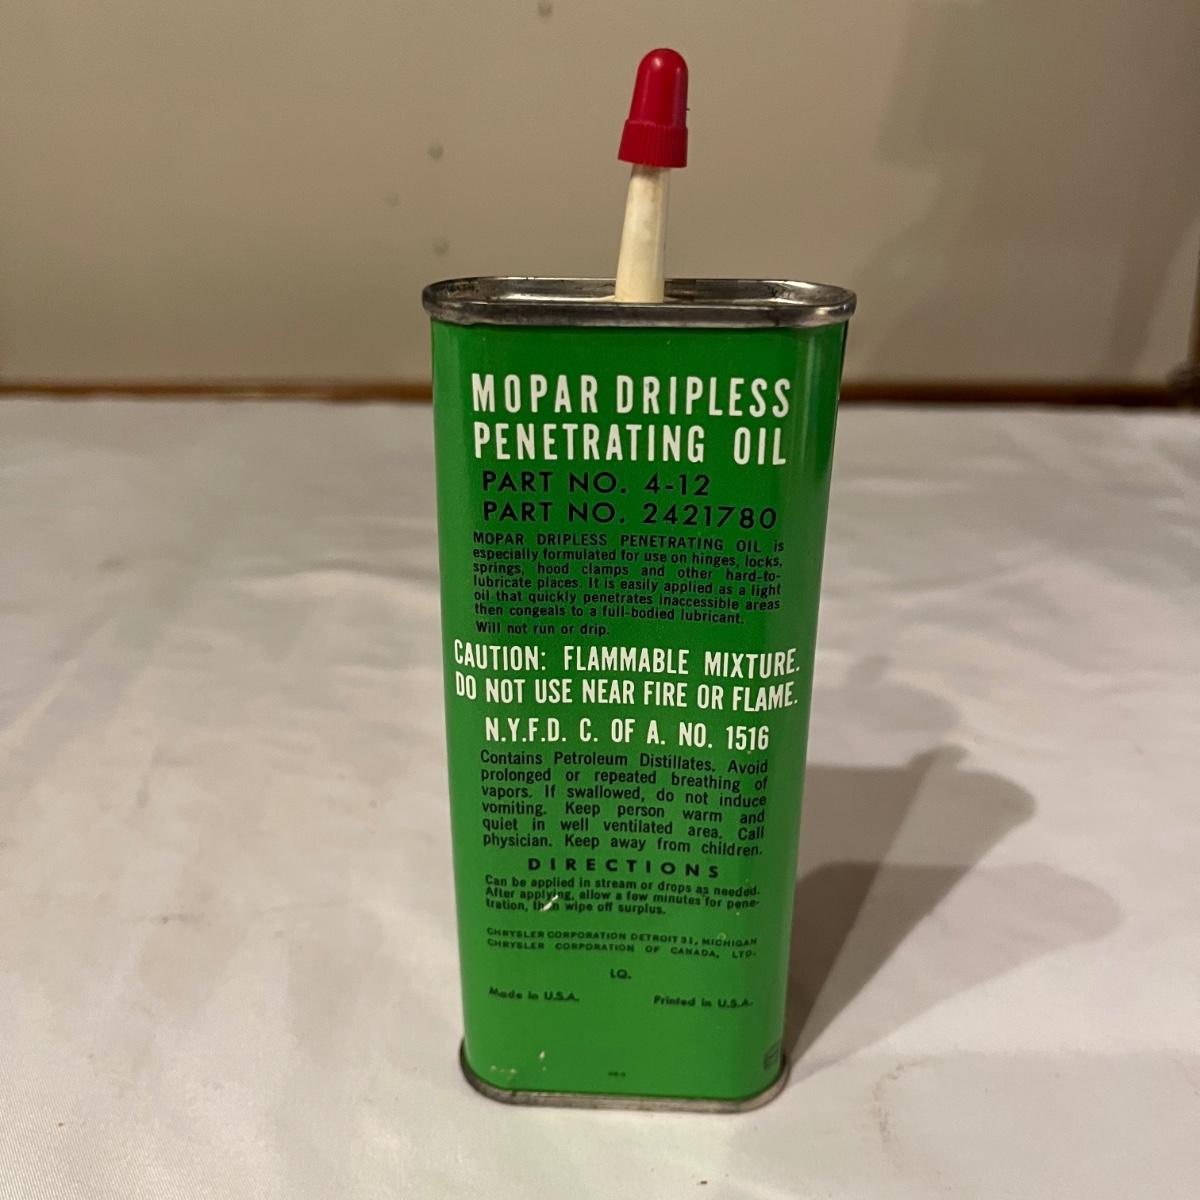 MOPAR DRIPLESS
PENETRATING OIL
PART NO. 4-12
PART NO. 2421780
MOPAR DRIPLESS PENETRATING OIL is
especially formulated for use on hinges, locks,
springs, hood clamps and other hard-to-
lubricate places. It is easily applied as a light
oil that quickly penetrates inaccessible areas
then congeals to a full-bodied lubricant.
Will not run or drip.
CAUTION: FLAMMABLE MIXTURE.
DO NOT USE NEAR FIRE OR FLAME.
N.Y.F.D. C. OF A. NO. 1516
Contains Petroleum Distillates. Avoid
prolonged or repeated breathing of
vapors. If swallowed, do not induce
vomiting. Keep person warm and
quiet in well ventilated area. Call
physician. Keep away from children.
DIRECTIONS
Can be applied in stream or drops as needed.
After applying, allow a few minutes for pene-
tration, then wipe off surplus.
CHRYSLER CORPORATION DETROIT 31, MICHIGAN
CHRYSLER CORPORATION OF CANADA, LTD.
LQ.
Made in U.S.A. Printed in U.S.A.